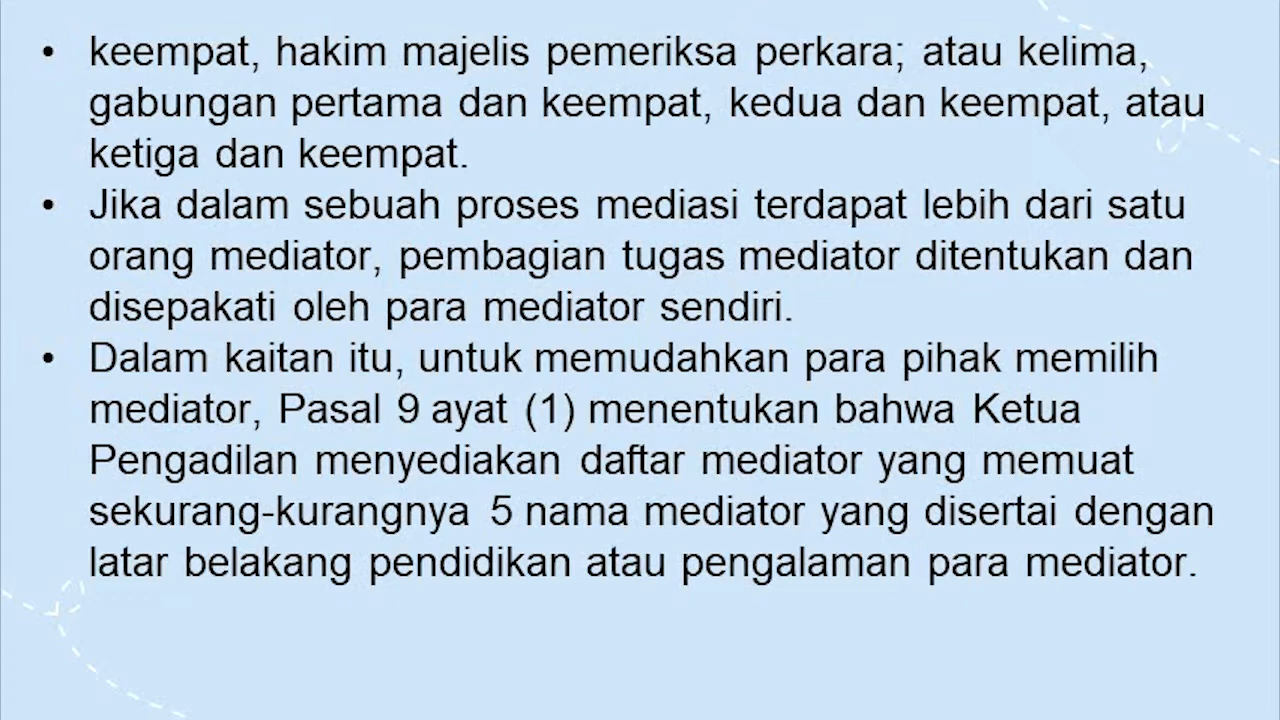 • keempat, hakim majelis pemeriksa perkara; atau kelima,
gabungan pertama dan keempat, kedua dan keempat, atau
ketiga dan keempat.
• Jika dalam sebuah proses mediasi terdapat lebih dari satu
orang mediator, pembagian tugas mediator ditentukan dan
disepakati oleh para mediator sendiri.
• Dalam kaitan itu, untuk memudahkan para pihak memilih
mediator, Pasal 9 ayat (1) menentukan bahwa Ketua
Pengadilan menyediakan daftar mediator yang memuat
sekurang-kurangnya 5 nama mediator yang disertai dengan
latar belakang pendidikan atau pengalaman para mediator.